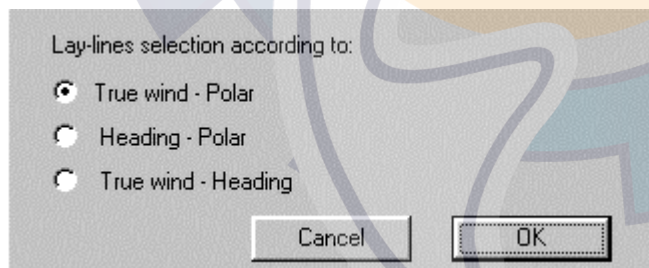 Lay-lines selection according to:
True wind - Polar
Heading - Polar
True wind - Heading
Cancel OK